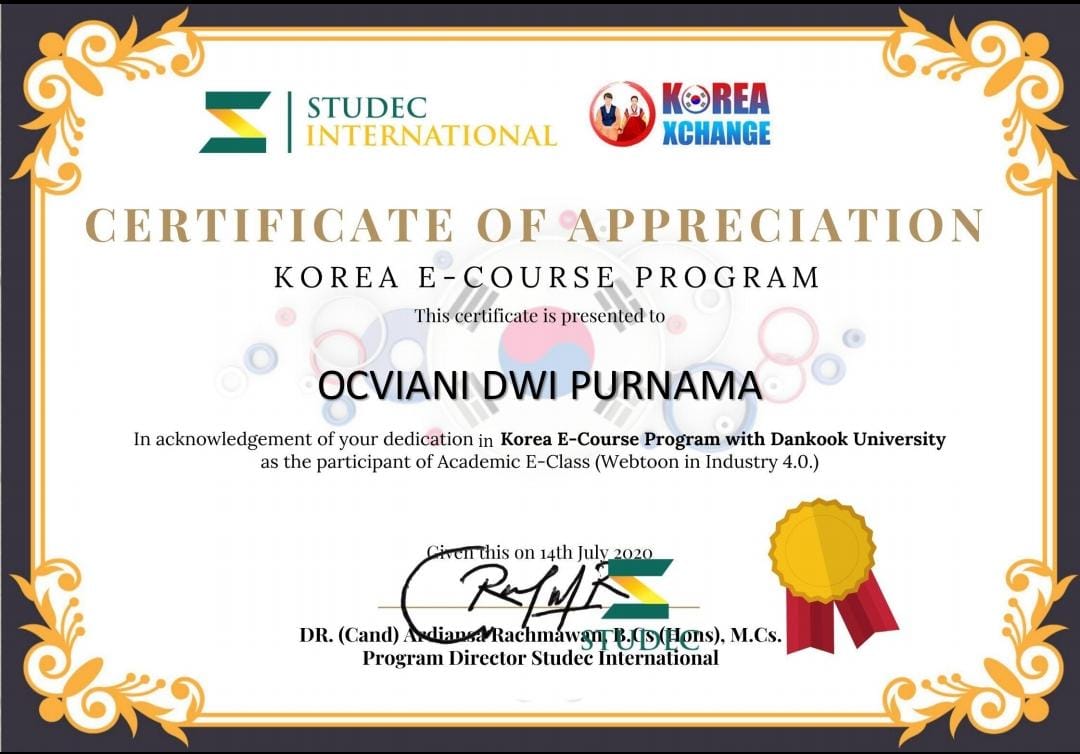 STUDEC
INTERNATIONAL
KOREA
XCHANGE
CERTIFICATE OF APPRECIATION
KOREA E-COURSE PROGRAM
This certificate is presented to
OCVIANI DWI PURNAMA
In acknowledgement of your dedication in Korea E-Course Program with Dankook University
as the participant of Academic E-Class (Webtoon in Industry 4.0.)
Given this on 14th July 2020
STUDEC
DR. (Cand) Ardiansa Rachmawan, B.Cs (Hons), M.Cs.
Program Director Studec International